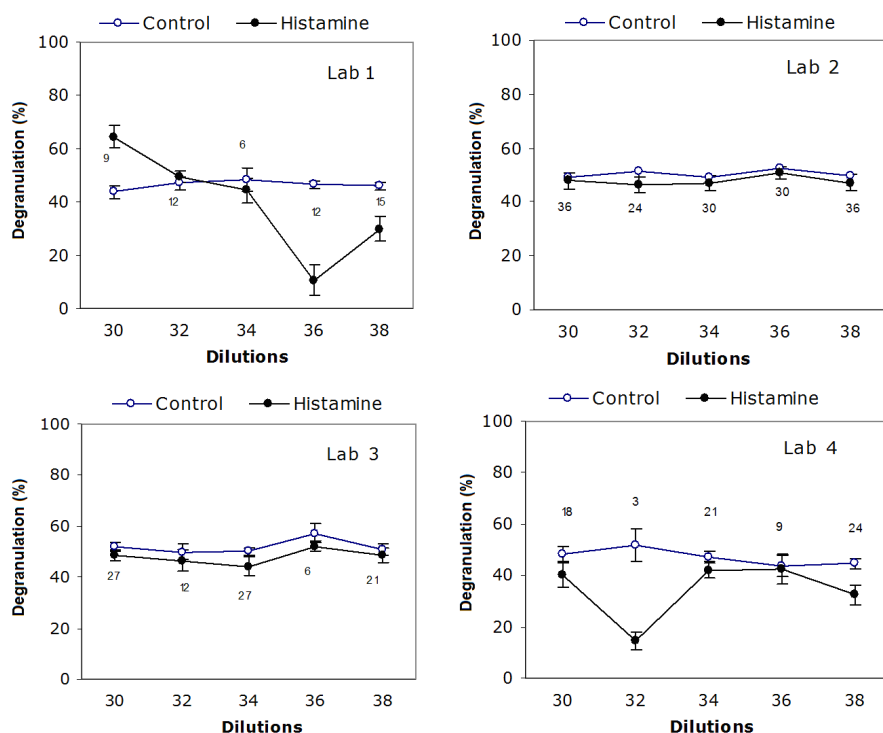 Control Histamine
100
80
60
40
20
0
Degranulation (%)
Lab 1
9
12
6
12
15
30 32 34 36 38
Dilutions
Control Histamine
100
80
60
40
20
0
Degranulation (%)
Lab 2
36
24
30
30
36
30 32 34 36 38
Dilutions
Control Histamine
100
80
60
40
20
0
Degranulation (%)
Lab 3
27
12
27
6
21
30 32 34 36 38
Dilutions
Control Histamine
100
80
60
40
20
0
Degranulation (%)
Lab 4
18
3
21
9
24
30 32 34 36 38
Dilutions